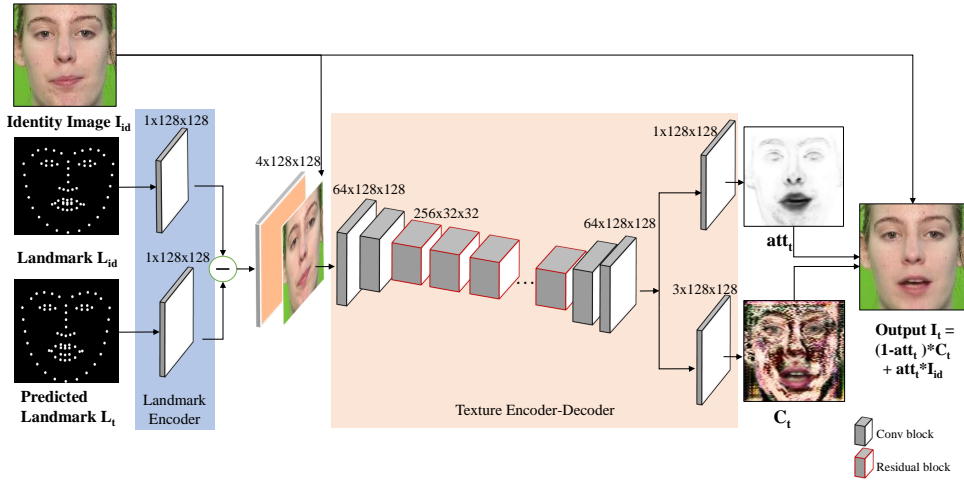 Identity Image I_id
1x128x128
Landmark L_id
1x128x128
Predicted
Landmark L_t
Landmark
Encoder
4x128x128
64x128x128
256x32x32
...
64x128x128
1x128x128
3x128x128
Texture Encoder-Decoder
att_t
C_t
Output I_t =
(1-att_t )*C_t
+ att_t*I_id
Conv block
Residual block